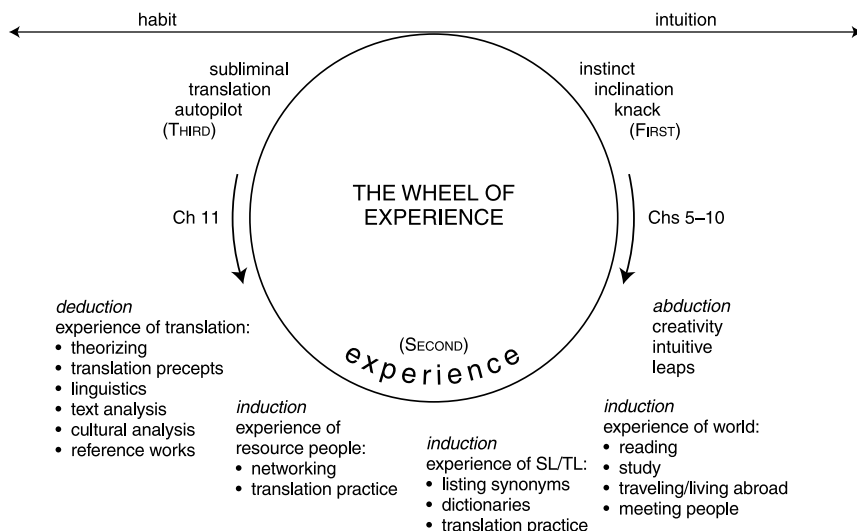 habit
intuition
subliminal
translation
autopilot
(THIRD)
instinct
inclination
knack
(FIRST)
THE WHEEL OF
EXPERIENCE
Ch 11
Chs 5–10
deduction
experience of translation:
• theorizing
• translation precepts
• linguistics
• text analysis
• cultural analysis
• reference works
(SECOND)
experience
abduction
creativity
intuitive
leaps
induction
experience of
resource people:
• networking
• translation practice
induction
experience of SL/TL:
• listing synonyms
• dictionaries
• translation practice
induction
experience of world:
• reading
• study
• traveling/living abroad
• meeting people